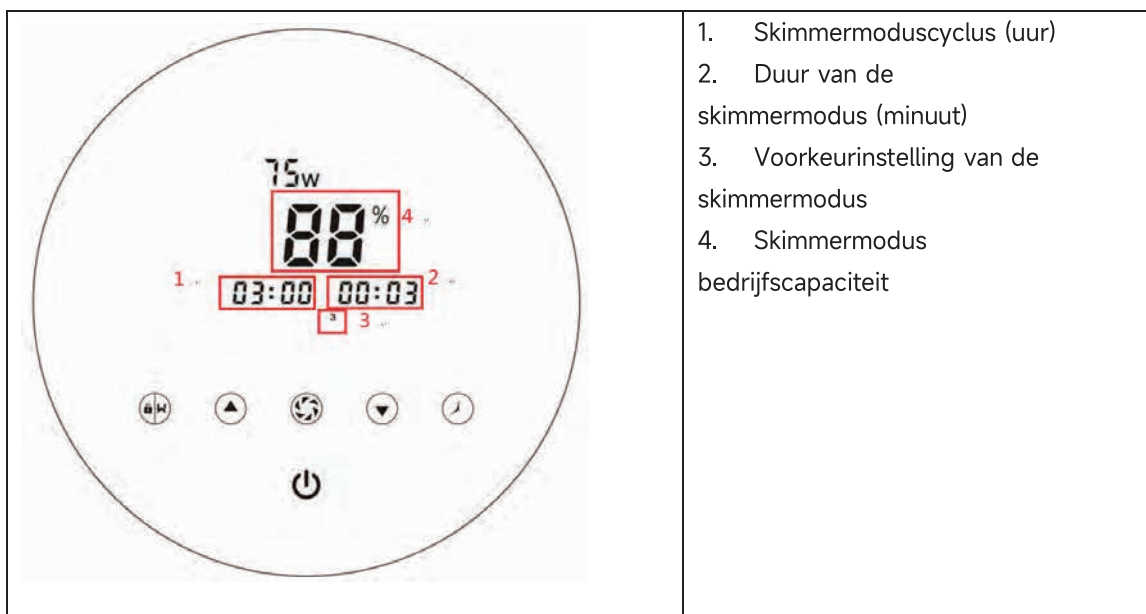 75w
88% 4
1 03:00 00:03 2
3 3
1. Skimmermoduscyclus (uur)
2. Duur van de
skimmermodus (minuut)
3. Voorkeurinstelling van de
skimmermodus
4. Skimmermodus
bedrijfscapaciteit